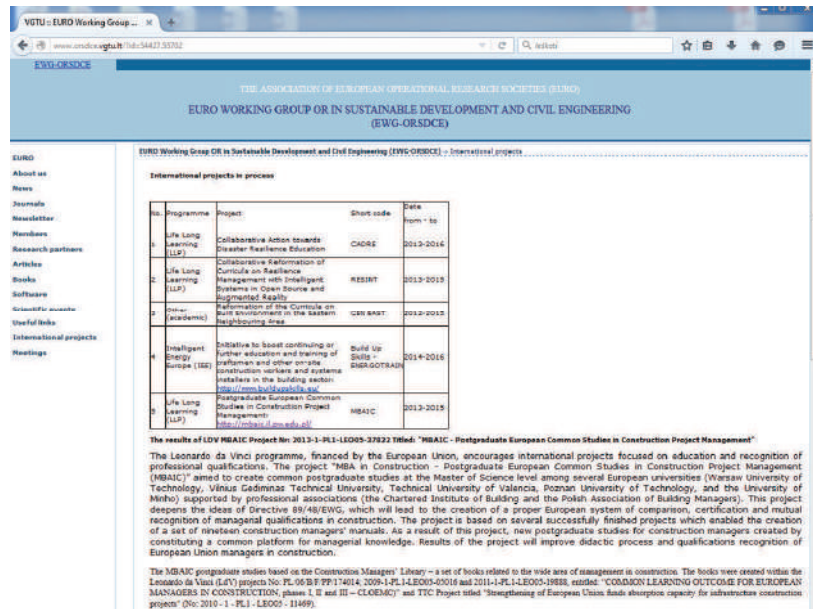 VGTU :: EURO Working Group ...
www.orsdce.vgtu.lt/
EWG-ORSDCE
THE ASSOCIATION OF EUROPEAN OPERATIONAL RESEARCH SOCIETIES (EURO)
EURO WORKING GROUP OR IN SUSTAINABLE DEVELOPMENT AND CIVIL ENGINEERING
(EWG-ORSDCE)
EURO
About us
News
Journals
Newsletter
Members
Research partners
Articles
Books
Software
Scientific events
Useful links
International projects
Meetings
EURO Working Group OR in Sustainable Development and Civil Engineering (EWG-ORSDCE) » International projects
International projects in process
No. Programme Project Short code Date from - to
1 Life Long Learning (LLP) Collaborative Action towards Disaster Resilience Education CADRE 2013-2016
2 Life Long Learning (LLP) Collaborative Reformation of Curricula on Resilience Management with Intelligent Systems in Open Source and Augmented Reality RESINT 2013-2015
3 Other (academic) Reformation of the Curricula on Built Environment in the Eastern Neighbouring Area CENEAST 2012-2015
4 Intelligent Energy Europe (IEE) Initiative to boost continuing or further education and training of craftsmen and other on-site construction workers and systems installers in the building sector: http://www.buildupskills.eu/ Build Up Skills - ENERGOTRAIN 2014-2016
5 Life Long Learning (LLP) Postgraduate European Common Studies in Construction Project Management: http://mbaic.il.pw.edu.pl/ MBAIC 2013-2015
The results of LDV MBAIC Project No: 2013-1-PL1-LEO05-37822 Titled: "MBAIC - Postgraduate European Common Studies in Construction Project Management"
The Leonardo da Vinci programme, financed by the European Union, encourages international projects focused on education and recognition of
professional qualifications. The project "MBA in Construction - Postgraduate European Common Studies in Construction Project Management
(MBAIC)" aimed to create common postgraduate studies at the Master of Science level among several European universities (Warsaw University of
Technology, Vilnius Gediminas Technical University, Technical University of Valencia, Poznan University of Technology, and the University of
Minho) supported by professional associations (the Chartered Institute of Building and the Polish Association of Building Managers). This project
deepens the ideas of Directive 89/48/EWG, which will lead to the creation of a proper European system of comparison, certification and mutual
recognition of managerial qualifications in construction. The project is based on several successfully finished projects which enabled the creation
of a set of nineteen construction managers' manuals. As a result of this project, new postgraduate studies for construction managers created by
constituting a common platform for managerial knowledge. Results of the project will improve didactic process and qualifications recognition of
European Union managers in construction.
The MBAIC postgraduate studies based on the Construction Managers' Library – a set of books related to the wide area of management in construction. The books were created within the
Leonardo da Vinci (LdV) projects No: PL/06/B/F/PP/174014; 2009-1-PL1-LEO05-05016 and 2011-1-PL1-LEO05-19888, entitled: "COMMON LEARNING OUTCOME FOR EUROPEAN
MANAGERS IN CONSTRUCTION, phases I, II and III – CLOEMC)" and TTC Project titled "Strengthening of European Union funds absorption capacity for infrastructure construction
projects" (No: 2010 - 1 - PL1 - LEO05 - 11469).